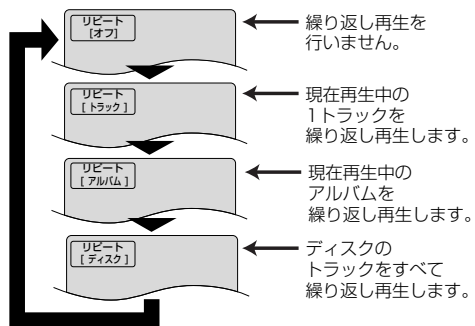 リピート
[オフ]
繰り返し再生を
行いません。
リピート
[ トラック ]
現在再生中の
1トラックを
繰り返し再生します。
リピート
[ アルバム ]
現在再生中の
アルバムを
繰り返し再生します。
リピート
[ ディスク ]
ディスクの
トラックをすべて
繰り返し再生します。